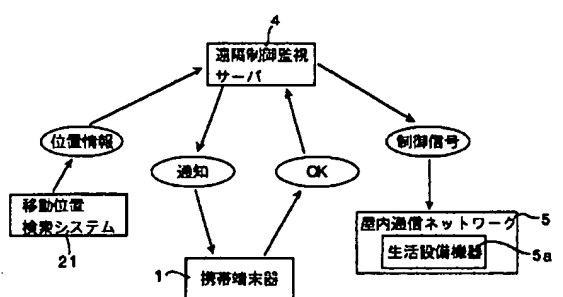 4
遠隔制御監視
サーバ
位置情報
通知
OK
制御信号
移動位置
検索システム
21
1
携帯端末器
屋内通信ネットワーク
5
生活設備機器
5a